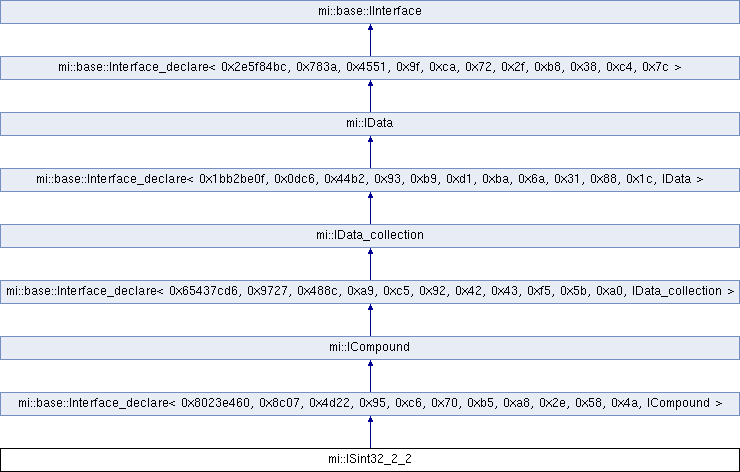 mi::base::IInterface
mi::base::Interface_declare< 0x2e5f84bc, 0x783a, 0x4551, 0x9f, 0xca, 0x72, 0x2f, 0xb8, 0x38, 0xc4, 0x7c >
mi::IData
mi::base::Interface_declare< 0x1bb2be0f, 0x0dc6, 0x44b2, 0x93, 0xb9, 0xd1, 0xba, 0x6a, 0x31, 0x88, 0x1c, IData >
mi::IData_collection
mi::base::Interface_declare< 0x65437cd6, 0x9727, 0x488c, 0xa9, 0xc5, 0x92, 0x42, 0x43, 0xf5, 0x5b, 0xa0, IData_collection >
mi::ICompound
mi::base::Interface_declare< 0x8023e460, 0x8c07, 0x4d22, 0x95, 0xc6, 0x70, 0xb5, 0xa8, 0x2e, 0x58, 0x4a, ICompound >
mi::ISint32_2_2